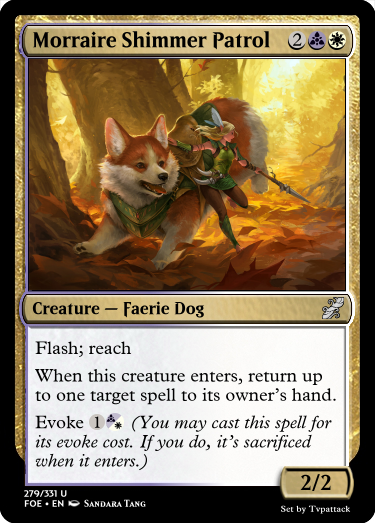 Morraire Shimmer Patrol 2
Creature — Faerie Dog
Flash; reach
When this creature enters, return up
to one target spell to its owner's hand.
Evoke 1 (You may cast this spell for
its evoke cost. If you do, it's sacrificed
when it enters.)
2/2
279/331 U
FOE • EN Sandara Tang
Set by Tvpattack